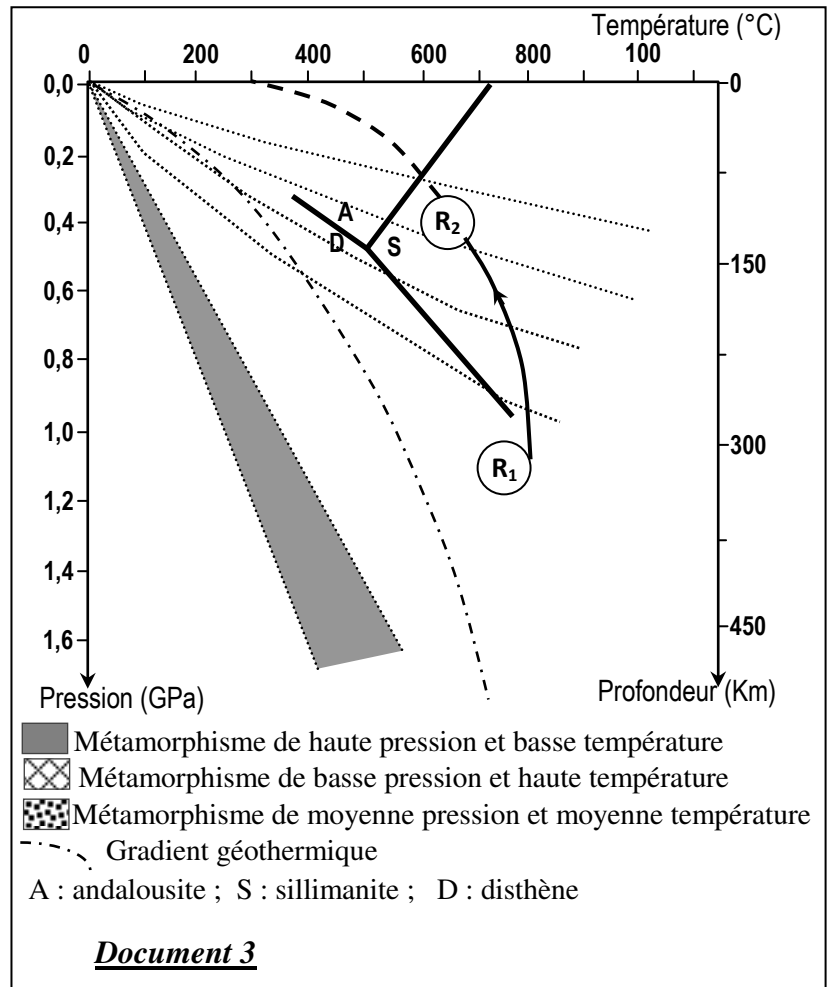 Température (°C)
0 200 400 600 800 100
0,0 0
0,2
0,4 A R₂
D S
150
0,6
0,8
1,0 300
R₁
1,2
1,4
1,6 450
Pression (GPa) Profondeur (Km)
Métamorphisme de haute pression et basse température
Métamorphisme de basse pression et haute température
Métamorphisme de moyenne pression et moyenne température
Gradient géothermique
A : andalousite ; S : sillimanite ; D : disthène
Document 3